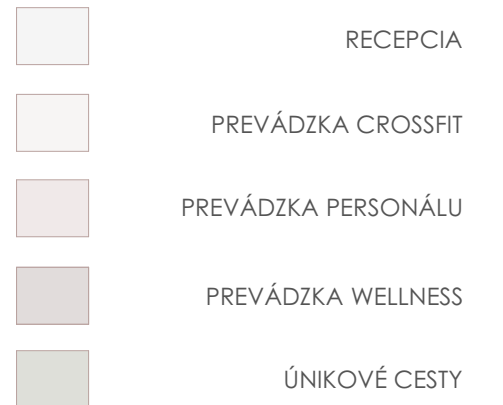 RECEPCIA
PREVÁDZKA CROSSFIT
PREVÁDZKA PERSONÁLU
PREVÁDZKA WELLNESS
ÚNIKOVÉ CESTY